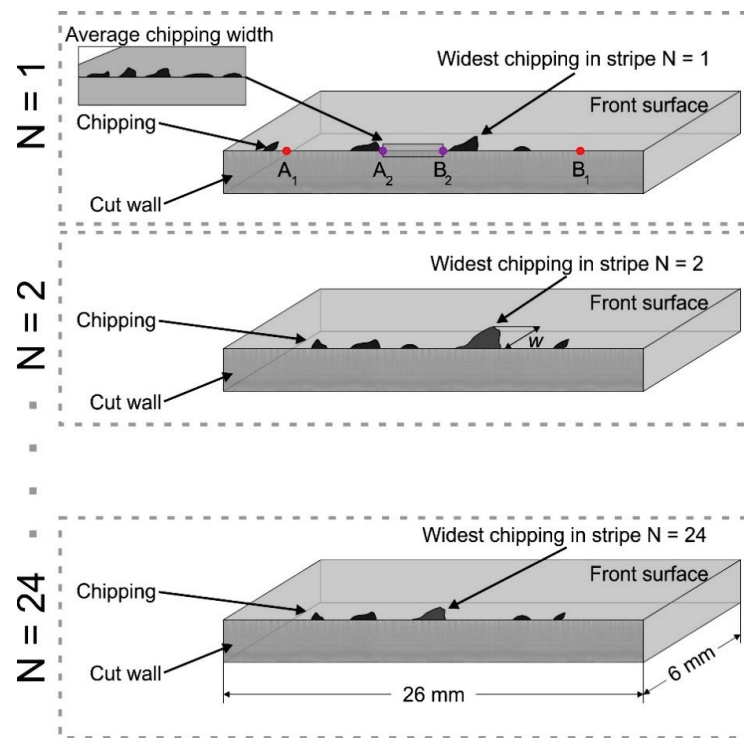 N = 1
Average chipping width
Widest chipping in stripe N = 1
Front surface
Chipping
A1
A2
B2
B1
Cut wall
N = 2
Widest chipping in stripe N = 2
Front surface
Chipping
w
Cut wall
N = 24
Widest chipping in stripe N = 24
Front surface
Chipping
Cut wall
26 mm
6 mm